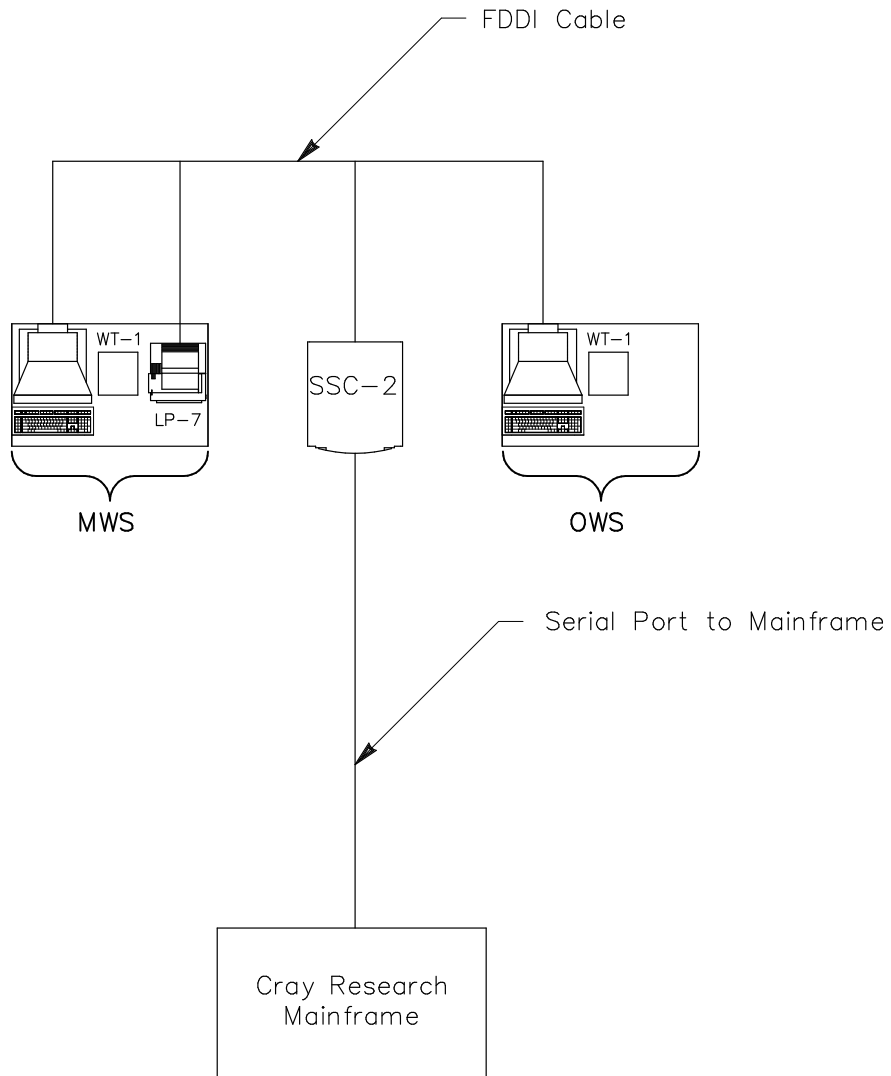 FDDI Cable
WT-1
LP-7
SSC-2
WT-1
MWS
OWS
Serial Port to Mainframe
Cray Research
Mainframe